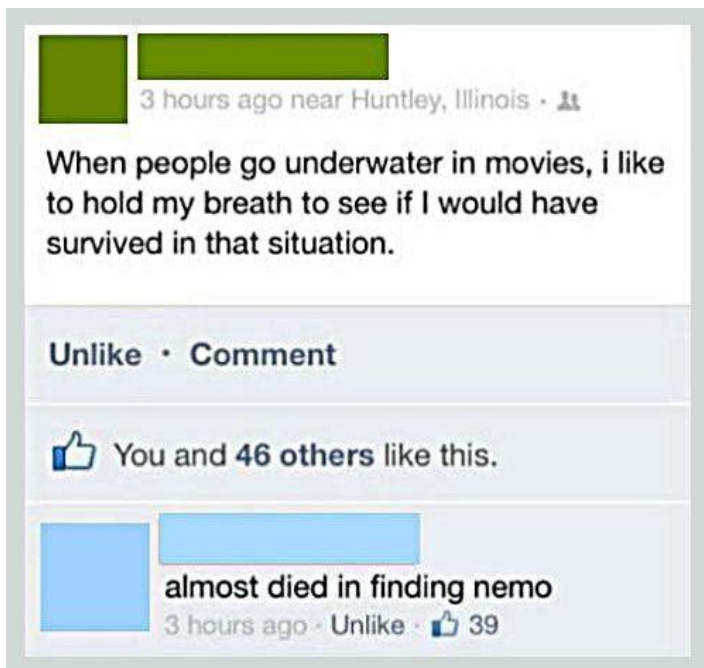 3 hours ago near Huntley, Illinois ·
When people go underwater in movies, i like
to hold my breath to see if I would have
survived in that situation.
Unlike · Comment
You and 46 others like this.
almost died in finding nemo
3 hours ago · Unlike · 39